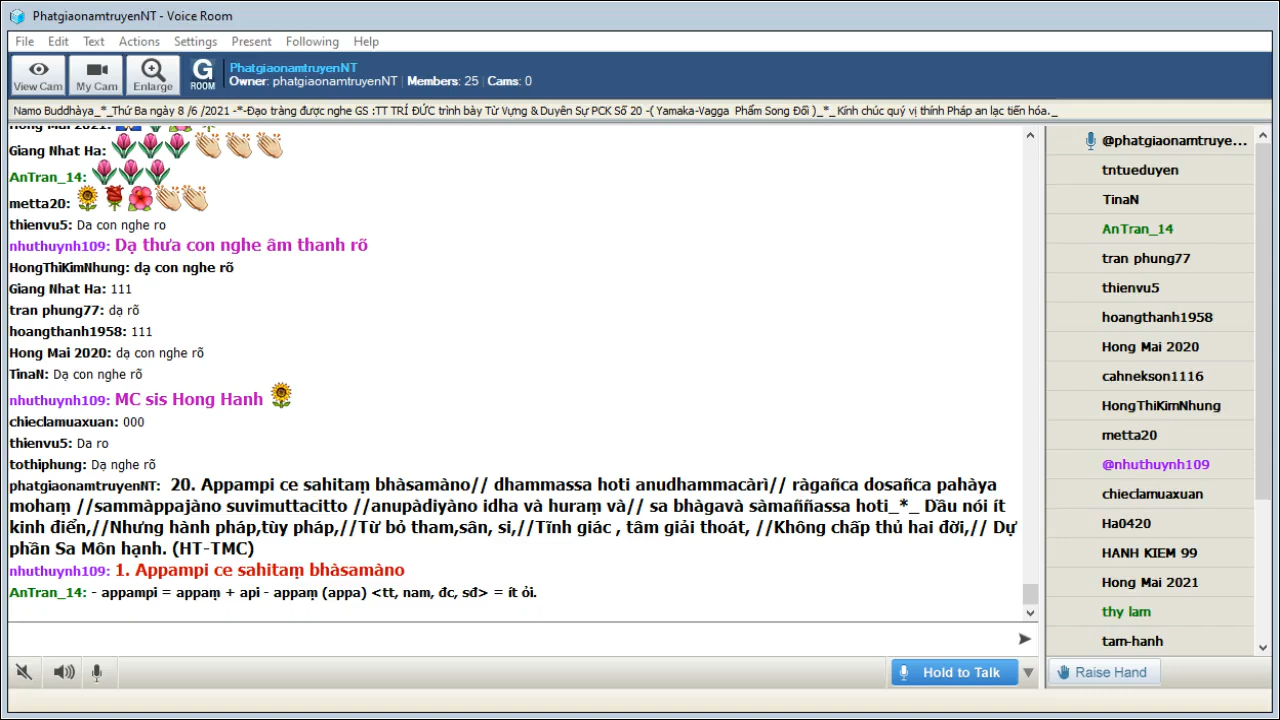 PhatgiaonamtruyenNT - Voice Room
File Edit Text Actions Settings Present Following Help
View Cam
My Cam
Enlarge
G ROOM
PhatgiaonamtruyenNT
Owner: phatgiaonamtruyenNT | Members: 25 | Cams: 0
Namo Buddhàya_*_Thứ Ba ngày 8 /6 /2021 -*-Đạo tràng được nghe GS :TT TRÍ ĐỨC trình bày Từ Vựng & Duyên Sự PCK Số 20 -( Yamaka-Vagga Phẩm Song Đối )_*_ Kính chúc quý vị thính Pháp an lạc tiến hóa._
Hong Mai 2021:
Giang Nhat Ha:
AnTran_14:
metta20:
thienvu5: Da con nghe ro
nhuthuynh109: Dạ thưa con nghe âm thanh rõ
HongThiKimNhung: dạ con nghe rõ
Giang Nhat Ha: 111
tran phung77: dạ rõ
hoangthanh1958: 111
Hong Mai 2020: dạ con nghe rõ
TinaN: Dạ con nghe rõ
nhuthuynh109: MC sis Hong Hanh
chieclamuaxuan: 000
thienvu5: Da ro
tothiphung: Dạ nghe rõ
phatgiaonamtruyenNT: 20. Appampi ce sahitaṃ bhàsamàno// dhammassa hoti anudhammacàrì// ràgañca dosañca pahàya
mohaṃ //sammàppajàno suvimuttacitto //anupàdiyàno idha và huraṃ và// sa bhàgavà sàmaññassa hoti_*_ Dầu nói ít
kinh điển,//Nhưng hành pháp,tùy pháp,//Từ bỏ tham,sân, si,//Tĩnh giác , tâm giải thoát, //Không chấp thủ hai đời,// Dự
phần Sa Môn hạnh. (HT-TMC)
nhuthuynh109: 1. Appampi ce sahitaṃ bhàsamàno
AnTran_14: - appampi = appaṃ + api - appaṃ (appa) <tt, nam, đc, sđ> = ít ỏi.
Hold to Talk
@phatgiaonamtruye...
tntueduyen
TinaN
AnTran_14
tran phung77
thienvu5
hoangthanh1958
Hong Mai 2020
cahnekson1116
HongThiKimNhung
metta20
@nhuthuynh109
chieclamuaxuan
Ha0420
HANH KIEM 99
Hong Mai 2021
thy lam
tam-hanh
Raise Hand